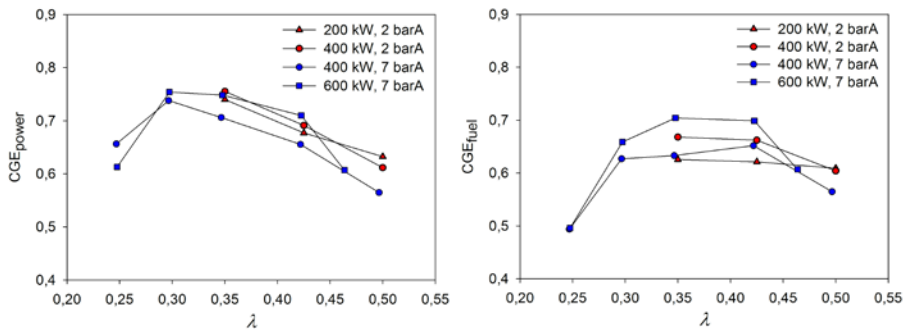 0,9
0,8
0,7
0,6
0,5
0,4
CGEpower
200 kW, 2 barA
400 kW, 2 barA
400 kW, 7 barA
600 kW, 7 barA
0,20 0,25 0,30 0,35 0,40 0,45 0,50 0,55
λ
0,9
0,8
0,7
0,6
0,5
0,4
CGEfuel
200 kW, 2 barA
400 kW, 2 barA
400 kW, 7 barA
600 kW, 7 barA
0,20 0,25 0,30 0,35 0,40 0,45 0,50 0,55
λ